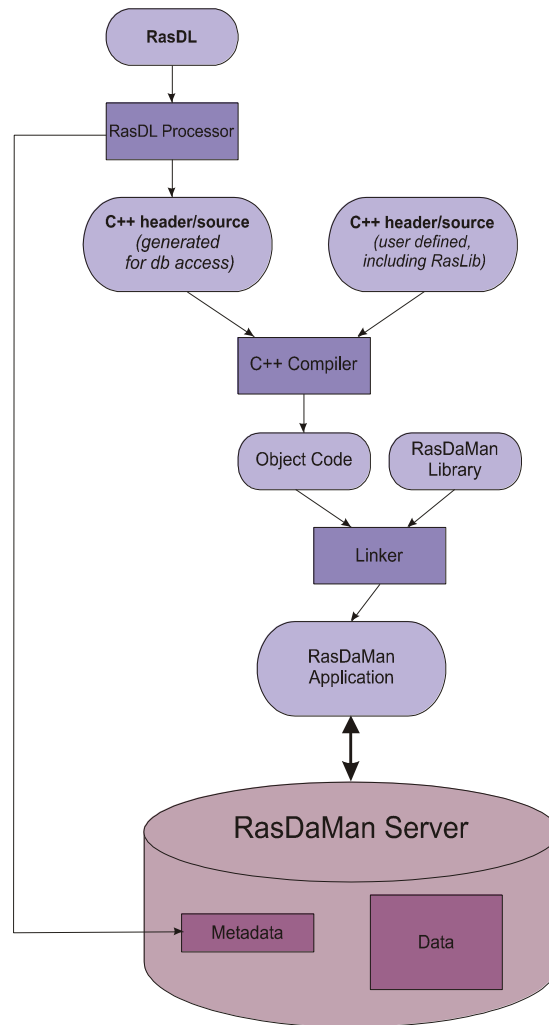 RasDL
RasDL Processor
C++ header/source
(generated
for db access)
C++ header/source
(user defined,
including RasLib)
C++ Compiler
Object Code
RasDaMan
Library
Linker
RasDaMan
Application
RasDaMan Server
Metadata
Data